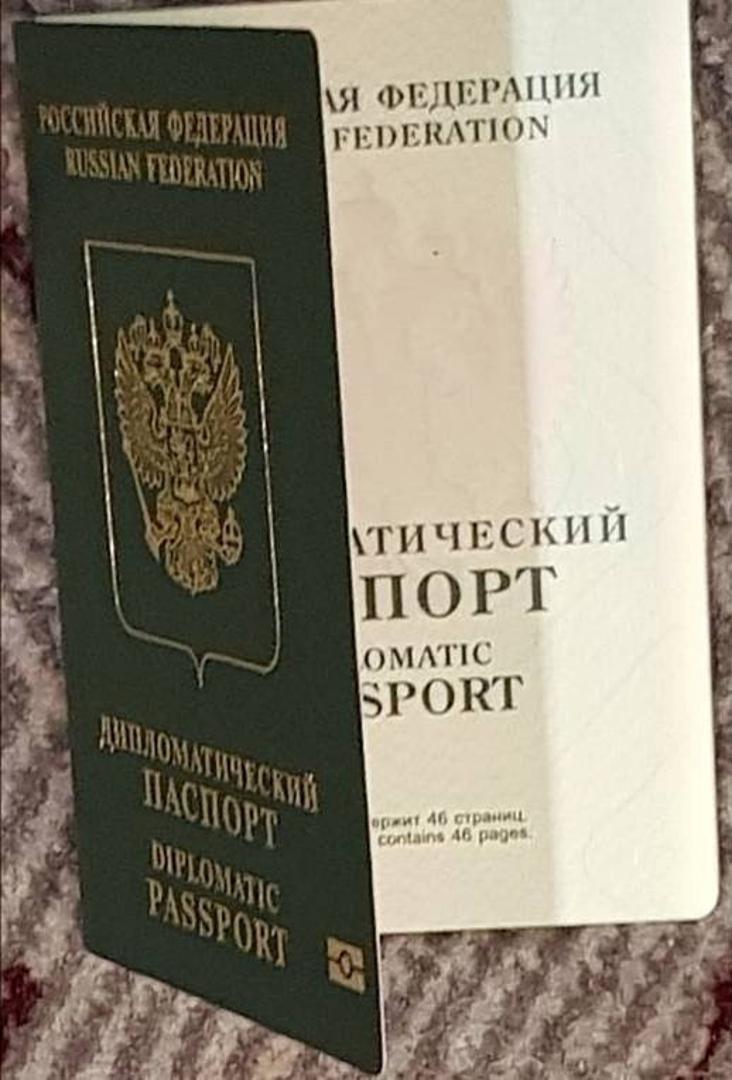 РОССИЙСКАЯ ФЕДЕРАЦИЯ
RUSSIAN FEDERATION
ДИПЛОМАТИЧЕСКИЙ
ПАСПОРТ
DIPLOMATIC
PASSPORT
АЯ ФЕДЕРАЦИЯ
FEDERATION
АТИЧЕСКИЙ
ПОРТ
OMATIC
SPORT
ержит 46 страниц.
contains 46 pages.